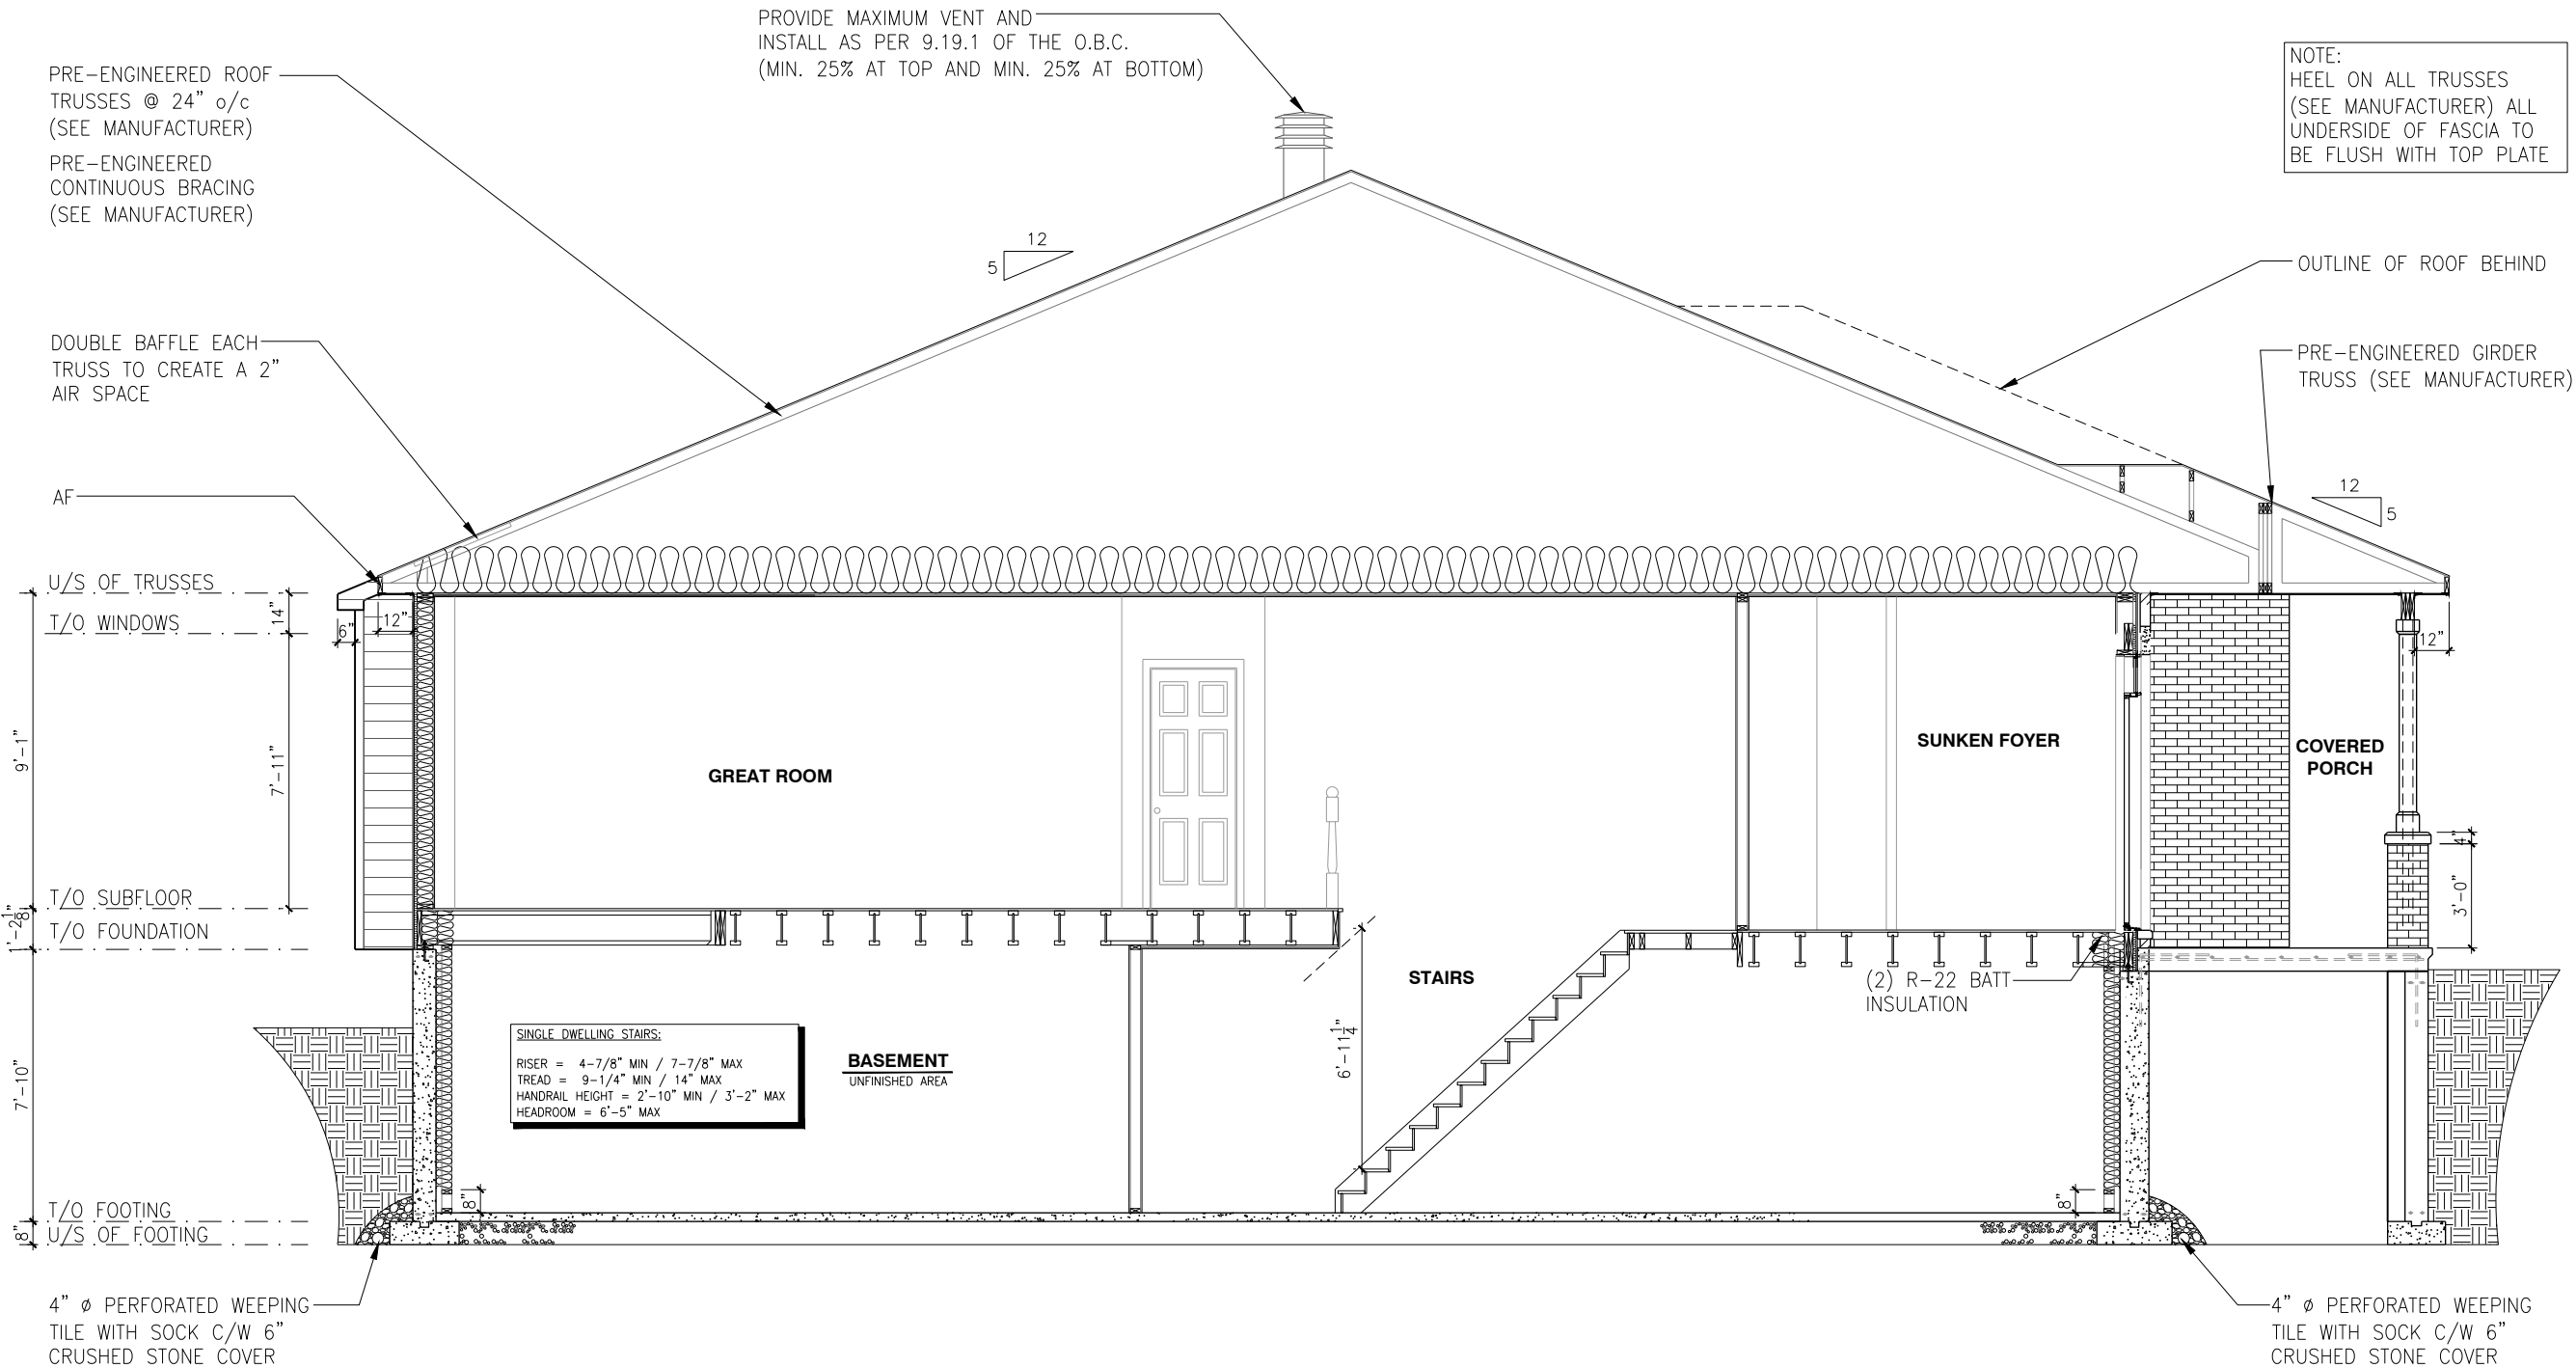 PROVIDE MAXIMUM VENT AND
INSTALL AS PER 9.19.1 OF THE O.B.C.
(MIN. 25% AT TOP AND MIN. 25% AT BOTTOM)
NOTE:
HEEL ON ALL TRUSSES
(SEE MANUFACTURER) ALL
UNDERSIDE OF FASCIA TO
BE FLUSH WITH TOP PLATE
PRE-ENGINEERED ROOF
TRUSSES @ 24" o/c
(SEE MANUFACTURER)
PRE-ENGINEERED
CONTINUOUS BRACING
(SEE MANUFACTURER)
12
5
OUTLINE OF ROOF BEHIND
DOUBLE BAFFLE EACH
TRUSS TO CREATE A 2"
AIR SPACE
PRE-ENGINEERED GIRDER
TRUSS (SEE MANUFACTURER)
AF
12
5
U/S OF TRUSSES
T/O WINDOWS
14"
6"
12"
12"
9'-1"
7'-11"
GREAT ROOM
SUNKEN FOYER
COVERED
PORCH
4"
3'-0"
T/O SUBFLOOR
1'-2 1/8"
T/O FOUNDATION
STAIRS
(2) R-22 BATT
INSULATION
SINGLE DWELLING STAIRS:
RISER = 4-7/8" MIN / 7-7/8" MAX
TREAD = 9-1/4" MIN / 14" MAX
HANDRAIL HEIGHT = 2'-10" MIN / 3'-2" MAX
HEADROOM = 6'-5" MAX
BASEMENT
UNFINISHED AREA
6'-11 1/4"
7'-10"
8"
8"
T/O FOOTING
8"
U/S OF FOOTING
4" ø PERFORATED WEEPING
TILE WITH SOCK C/W 6"
CRUSHED STONE COVER
4" ø PERFORATED WEEPING
TILE WITH SOCK C/W 6"
CRUSHED STONE COVER